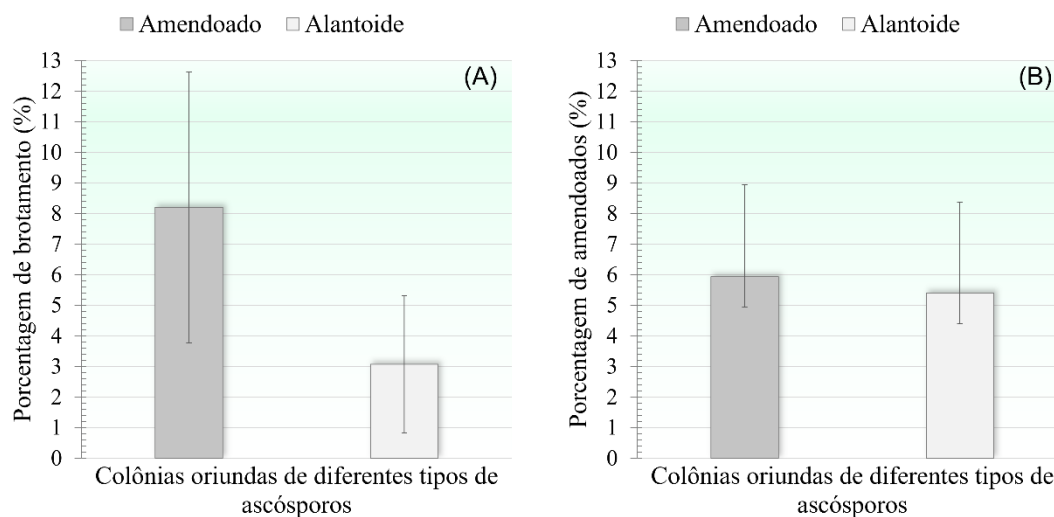 Amendoado Alantoide
(A)
Porcentagem de brotamento (%)
13
12
11
10
9
8
7
6
5
4
3
2
1
0
Colônias oriundas de diferentes tipos de
ascósporos
Amendoado Alantoide
(B)
Porcentagem de amendoados (%)
13
12
11
10
9
8
7
6
5
4
3
2
1
0
Colônias oriundas de diferentes tipos de
ascósporos